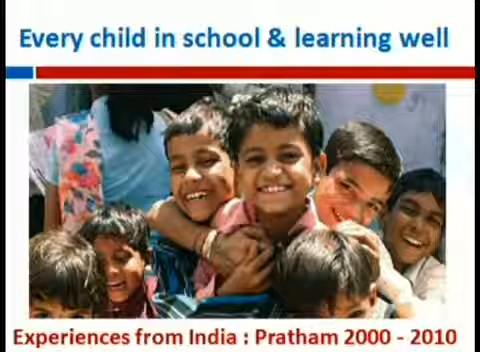 Every child in school & learning well
Experiences from India : Pratham 2000 - 2010